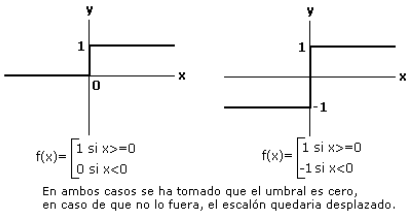 y
1
x
0
f(x)= 1 si x>=0
0 si x<0
y
1
x
-1
f(x)= 1 si x>=0
-1 si x<0
En ambos casos se ha tomado que el umbral es cero,
en caso de que no lo fuera, el escalón quedaria desplazado.